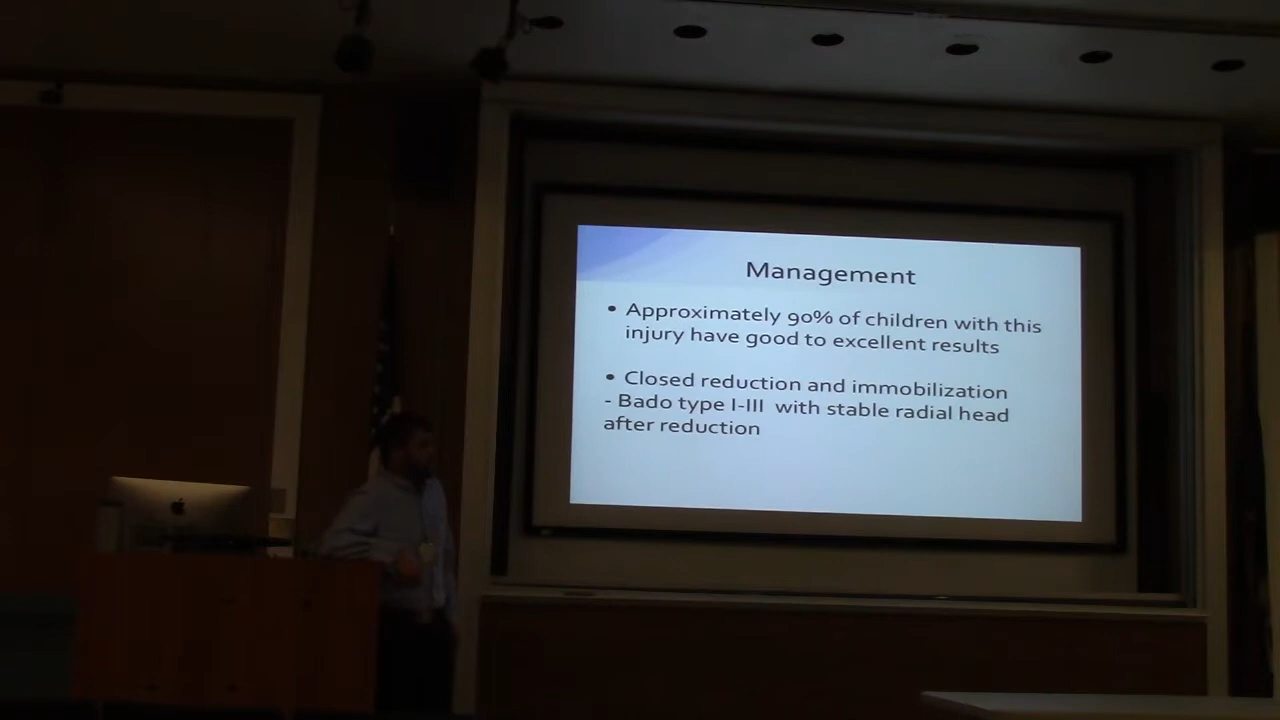 Management
• Approximately 90% of children with this
injury have good to excellent results
• Closed reduction and immobilization
- Bado type I-III with stable radial head
after reduction